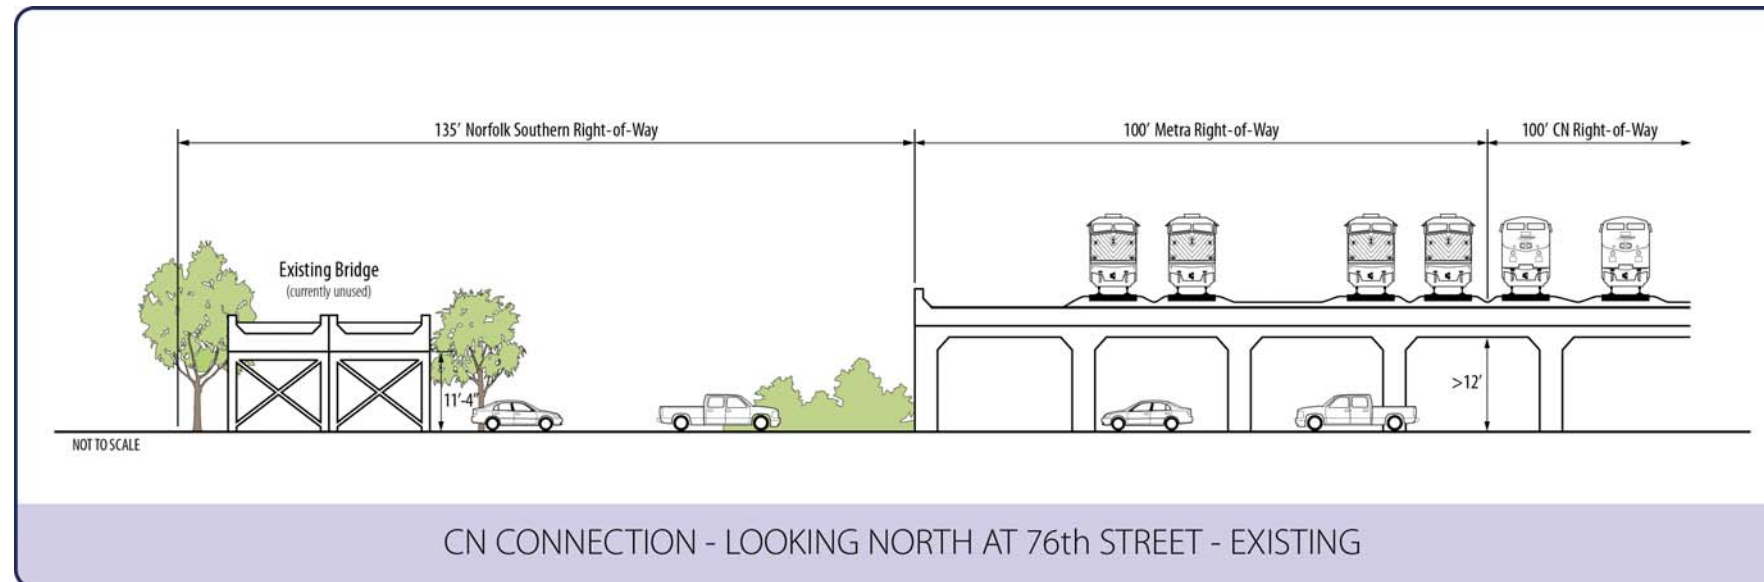 135' Norfolk Southern Right-of-Way
100' Metra Right-of-Way
100' CN Right-of-Way
Existing Bridge
(currently unused)
11'-4"
>12'
NOT TO SCALE
CN CONNECTION - LOOKING NORTH AT 76th STREET - EXISTING